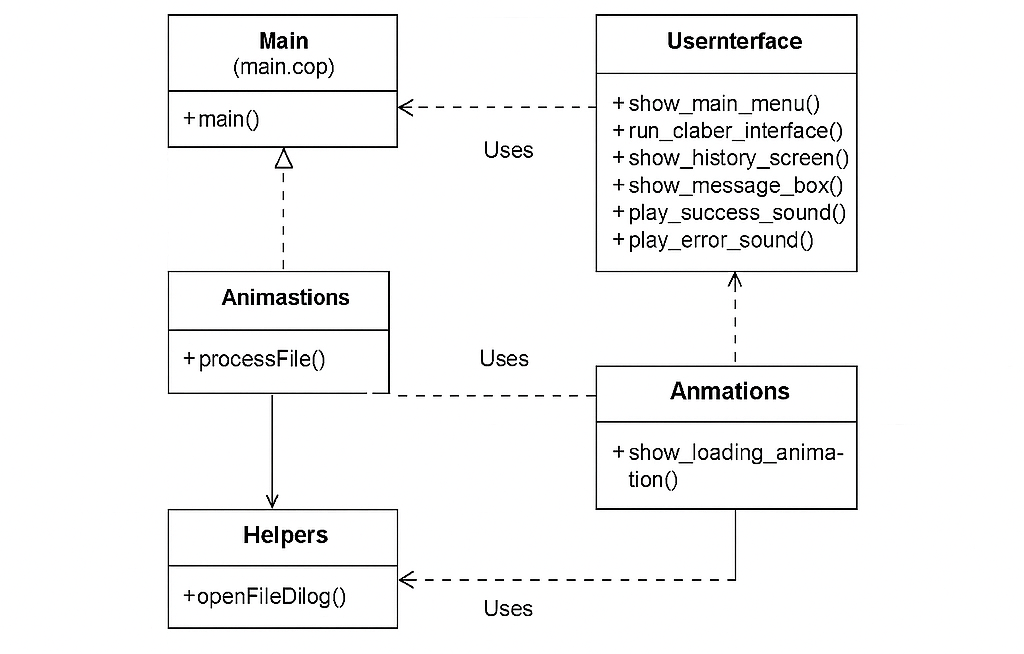 Main
(main.cop)
+main()
Usernterface
+show_main_menu()
+run_claber_interface()
+show_history_screen()
+show_message_box()
+play_success_sound()
+play_error_sound()
Uses
Animastions
+processFile()
Uses
Anmations
+show_loading_anima-
tion()
Helpers
+openFileDilog()
Uses